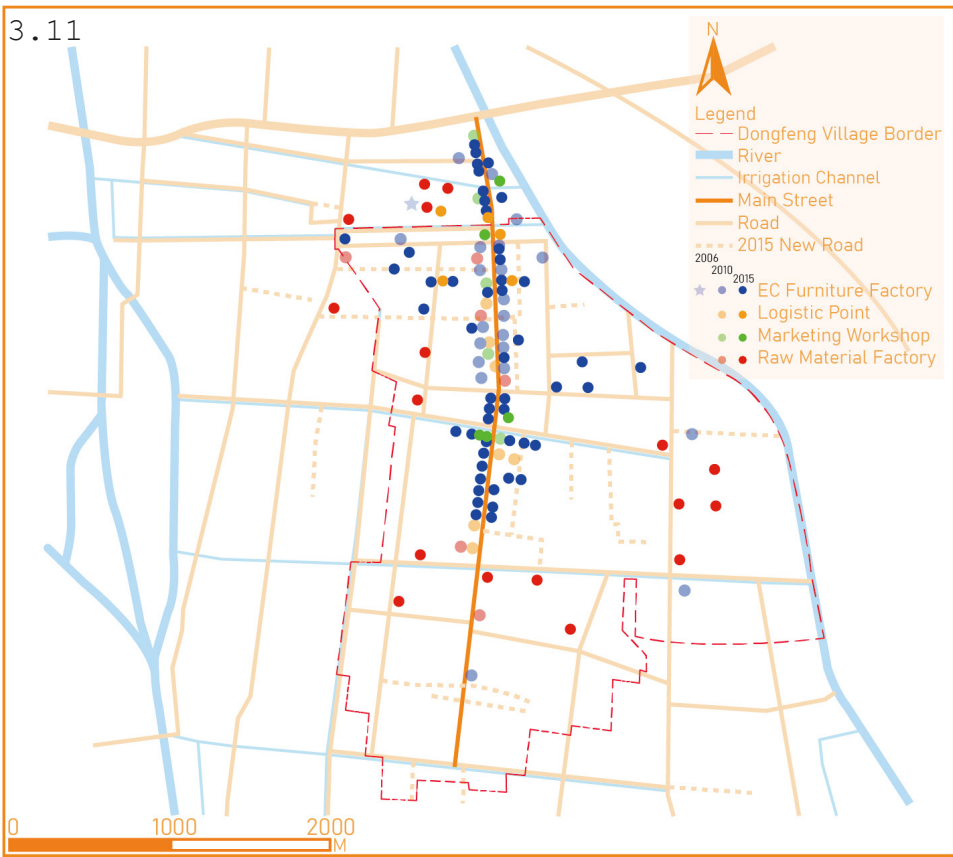 3.11
N
Legend
Dongfeng Village Border
River
Irrigation Channel
Main Street
Road
2015 New Road
2006
2010
2015
EC Furniture Factory
Logistic Point
Marketing Workshop
Raw Material Factory
0 1000 2000
M